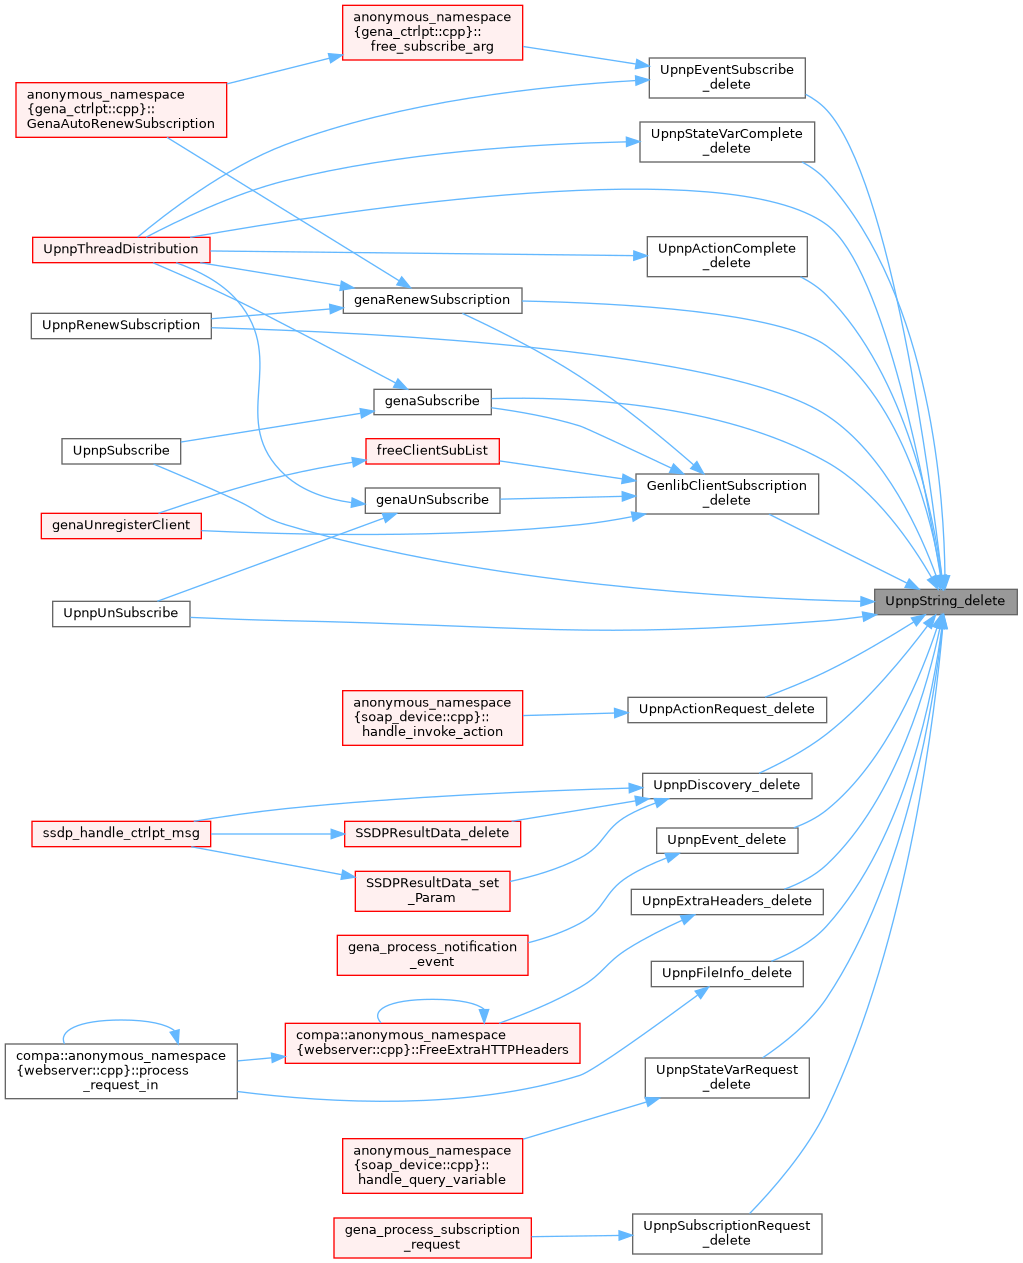 anonymous_namespace
{gena_ctrlpt::cpp}::
free_subscribe_arg
UpnpEventSubscribe
_delete
anonymous_namespace
{gena_ctrlpt::cpp}::
GenaAutoRenewSubscription
UpnpStateVarComplete
_delete
UpnpThreadDistribution
UpnpActionComplete
_delete
genaRenewSubscription
UpnpRenewSubscription
genaSubscribe
UpnpSubscribe
freeClientSubList
GenlibClientSubscription
_delete
genaUnSubscribe
genaUnregisterClient
UpnpString_delete
UpnpUnSubscribe
anonymous_namespace
{soap_device::cpp}::
handle_invoke_action
UpnpActionRequest_delete
UpnpDiscovery_delete
ssdp_handle_ctrlpt_msg
SSDPResultData_delete
UpnpEvent_delete
SSDPResultData_set
_Param
UpnpExtraHeaders_delete
gena_process_notification
_event
UpnpFileInfo_delete
compa::anonymous_namespace
{webserver::cpp}::FreeExtraHTTPHeaders
compa::anonymous_namespace
{webserver::cpp}::process
_request_in
UpnpStateVarRequest
_delete
anonymous_namespace
{soap_device::cpp}::
handle_query_variable
UpnpSubscriptionRequest
_delete
gena_process_subscription
_request